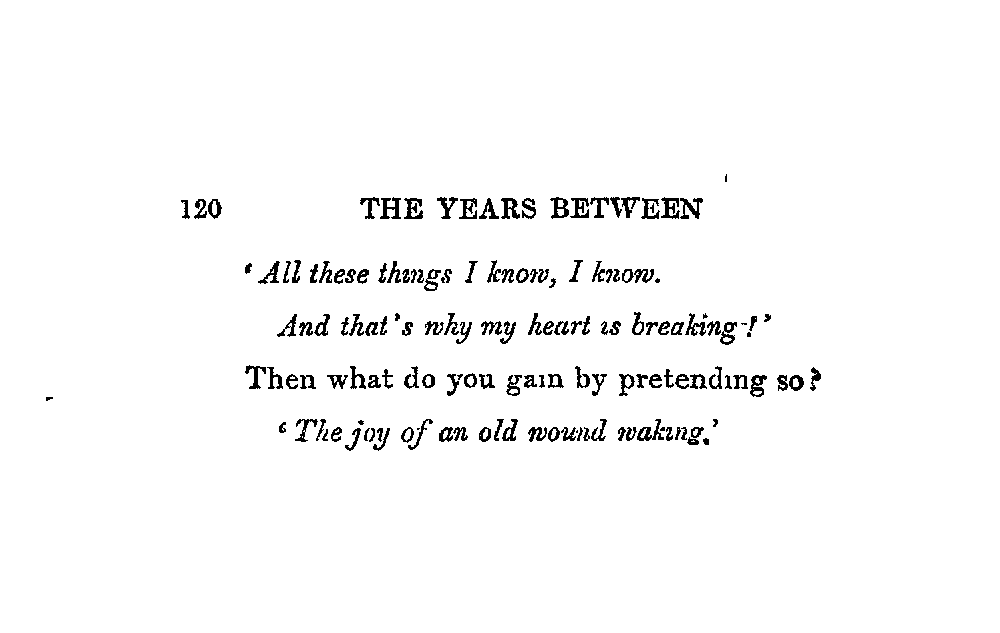 120 THE YEARS BETWEEN
‘All these things I know, I know.
And that's why my heart is breaking!’
Then what do you gain by pretending so?
‘The joy of an old wound waking.’